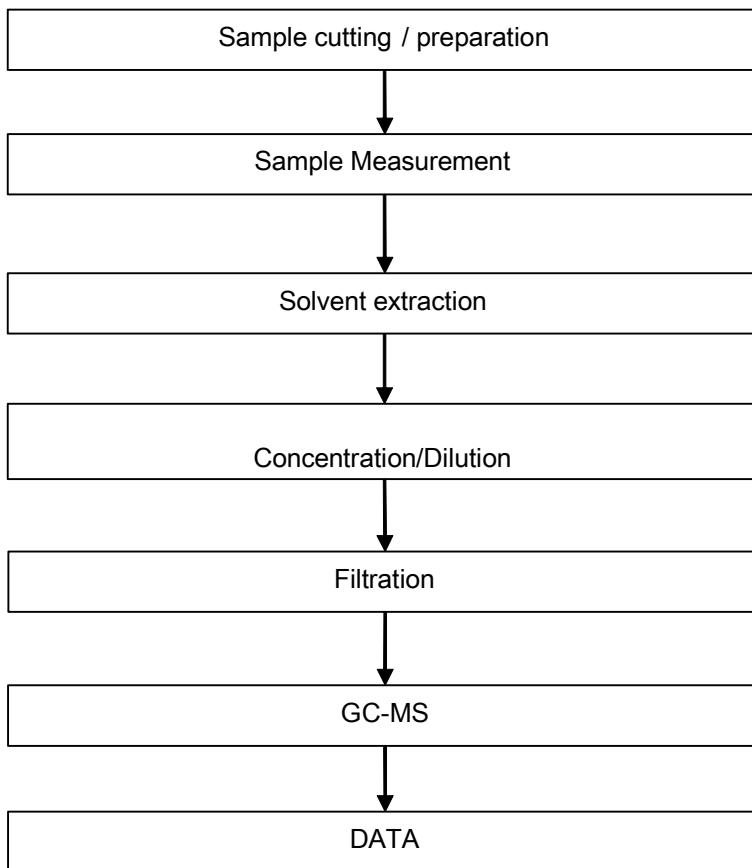 Sample cutting / preparation
Sample Measurement
Solvent extraction
Concentration/Dilution
Filtration
GC-MS
DATA